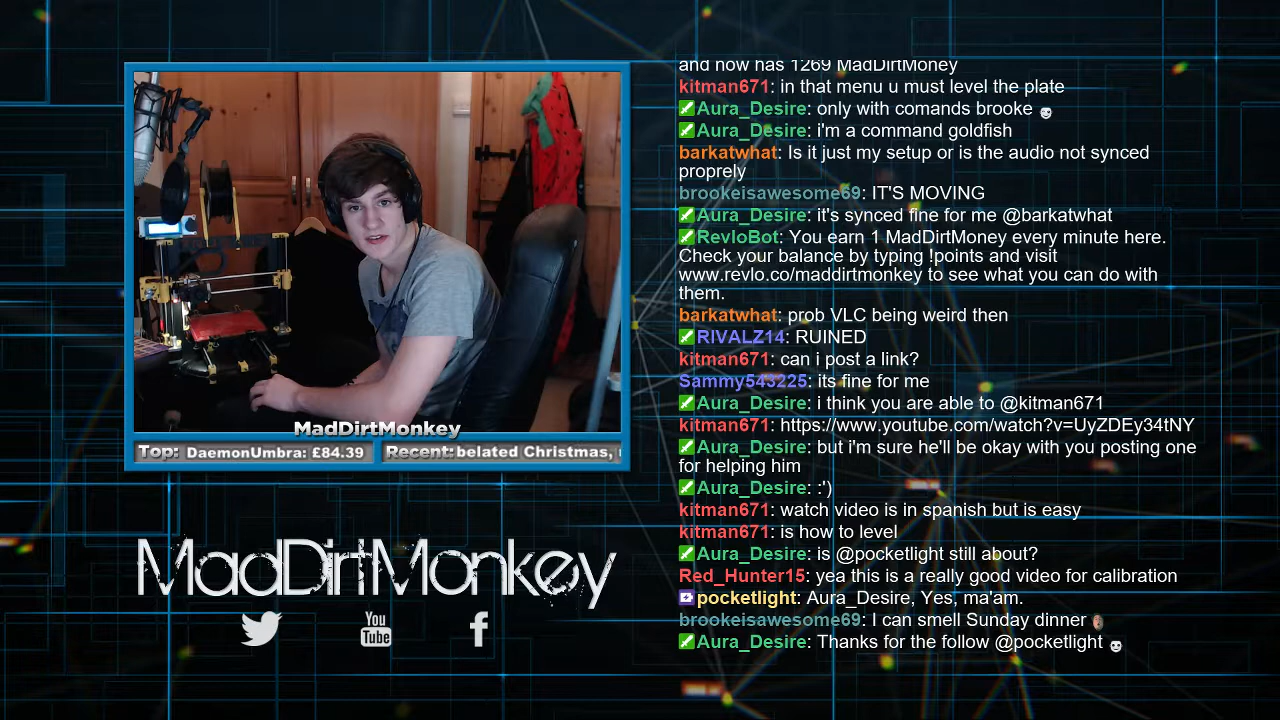 and now has 1269 MadDirtMoney
kitman671: in that menu u must level the plate
Aura_Desire: only with comands brooke
Aura_Desire: i'm a command goldfish
barkatwhat: Is it just my setup or is the audio not synced
proprely
brookeisawesome69: IT'S MOVING
Aura_Desire: it's synced fine for me @barkatwhat
RevloBot: You earn 1 MadDirtMoney every minute here.
Check your balance by typing !points and visit
www.revlo.co/maddirtmonkey to see what you can do with
them.
barkatwhat: prob VLC being weird then
RIVALZ14: RUINED
kitman671: can i post a link?
Sammy543225: its fine for me
Aura_Desire: i think you are able to @kitman671
kitman671: https://www.youtube.com/watch?v=UyZDEy34tNY
Aura_Desire: but i'm sure he'll be okay with you posting one
for helping him
Aura_Desire: :')
kitman671: watch video is in spanish but is easy
kitman671: is how to level
Aura_Desire: is @pocketlight still about?
Red_Hunter15: yea this is a really good video for calibration
pocketlight: Aura_Desire, Yes, ma'am.
brookeisawesome69: I can smell Sunday dinner
Aura_Desire: Thanks for the follow @pocketlight
MadDirtMonkey
Top: DaemonUmbra: £84.39
Recent: belated Christmas,
MadDirtMonkey
You
Tube